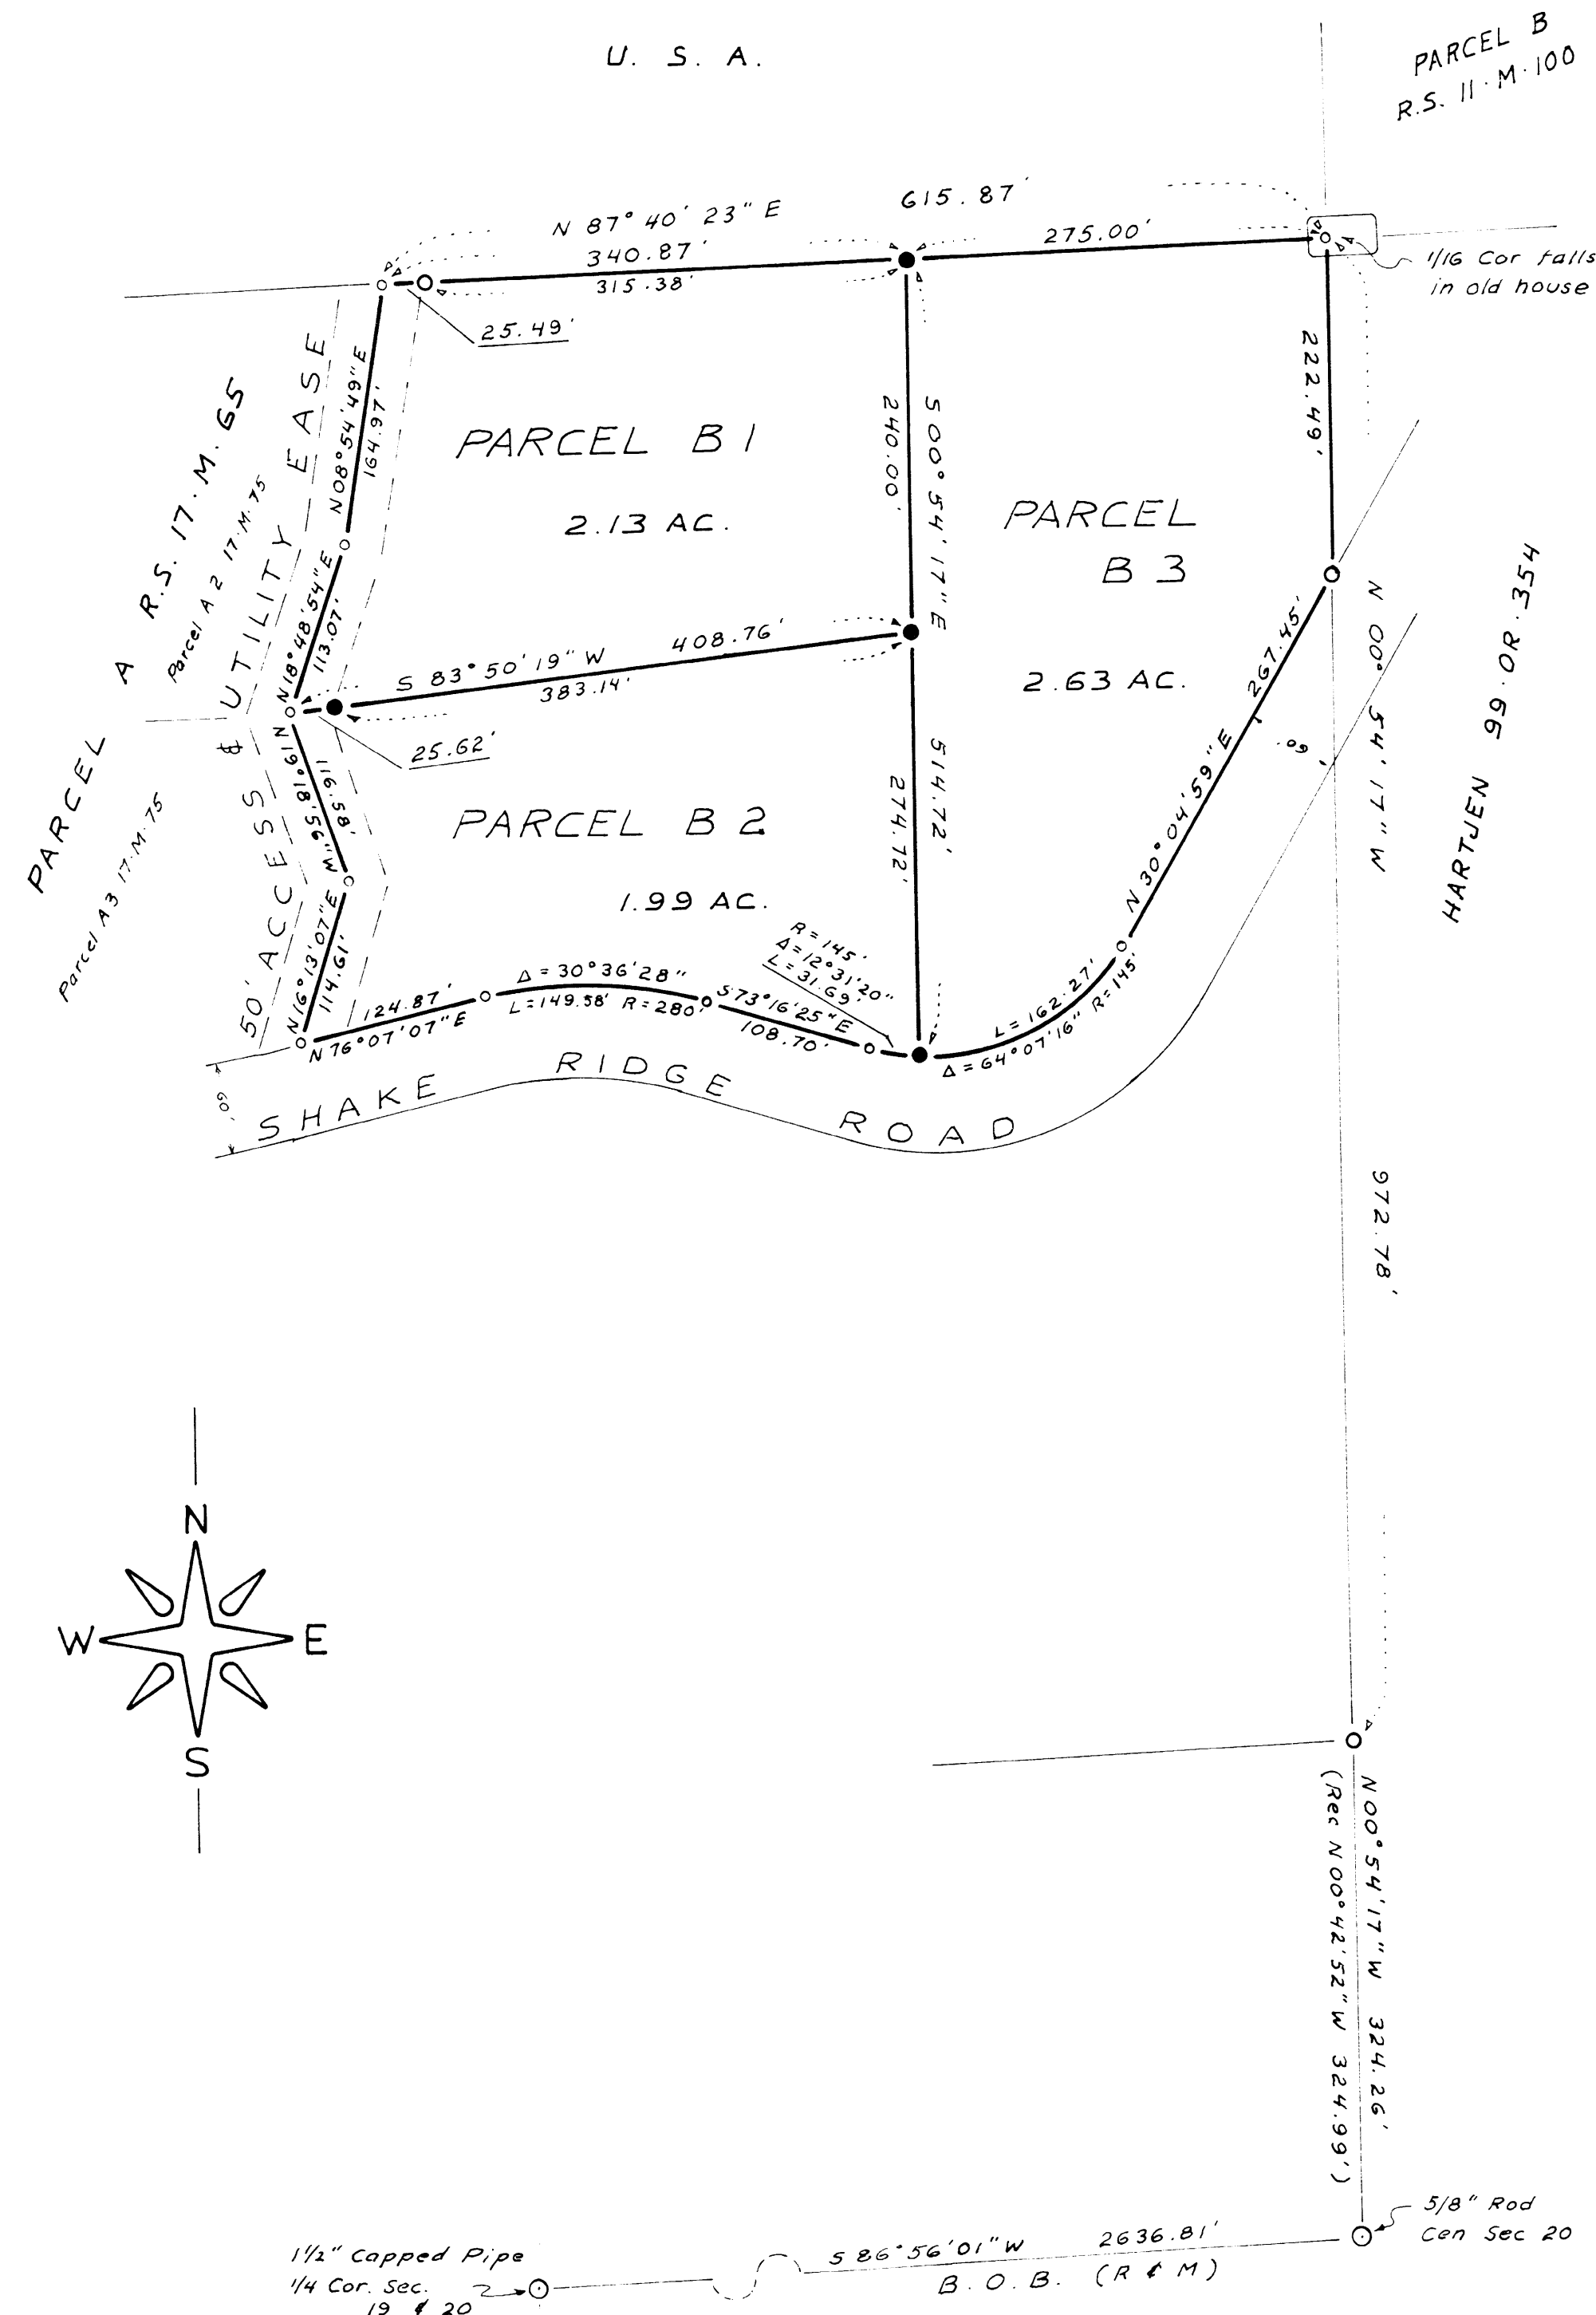 U. S. A.
PARCEL B
R.S. 11·M·100
N 87° 40' 23" E
615.87'
340.87'
275.00'
315.38'
25.49'
1/16 Cor falls
in old house
222.49'
PARCEL A
R.S. 17·M·65
Parcel A 2 17·M·75
Parcel A3 17·M·75
50' ACCESS & UTILITY EASE
N08°54'49"E
164.97'
N18°48'54"E
113.07'
PARCEL B1
2.13 AC.
240.00'
S 00° 54' 17" E
514.72'
PARCEL
B 3
2.63 AC.
S 83° 50' 19" W
408.76'
383.14'
25.62'
N 19°18'56"W
116.58'
N16°13'07"E
114.61'
PARCEL B2
1.99 AC.
274.72'
N 30°04'59"E
267.45'
60'
N 00° 54' 17" W
972.78'
HARTJEN 99·OR·354
124.87'
N 76°07'07"E
Δ = 30°36'28"
L=149.58' R=280'
S 73°16'25"E
108.70'
R=145'
Δ=12°31'20"
L=31.69'
L=162.27'
Δ=64°07'16" R=145'
60'
SHAKE RIDGE ROAD
N
W E
S
N00°54'17"W 324.26'
(Rec N00°42'52"W 324.99')
5/8" Rod
Cen Sec 20
S 86°56'01"W 2636.81'
B.O.B. (R & M)
1 1/2" Capped Pipe
1/4 Cor. Sec.
19 & 20